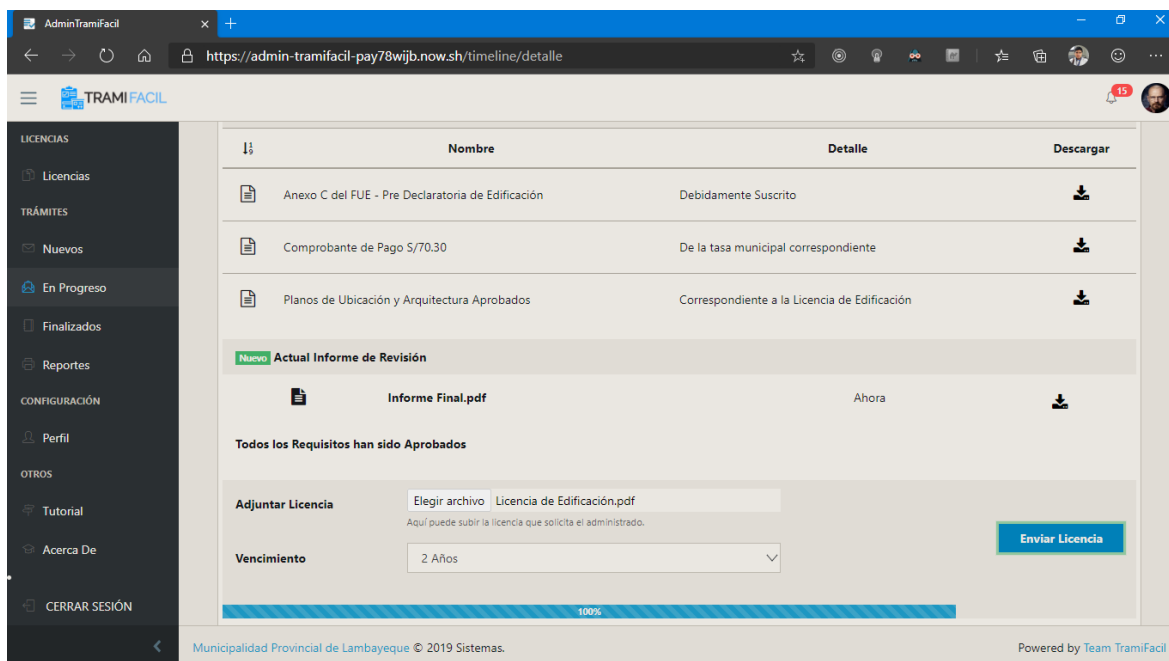 AdminTramiFacil
https://admin-tramifacil-pay78wijb.now.sh/timeline/detalle
TRAMIFACIL
15
LICENCIAS
Licencias
TRÁMITES
Nuevos
En Progreso
Finalizados
Reportes
CONFIGURACIÓN
Perfil
OTROS
Tutorial
Acerca De
CERRAR SESIÓN
Nombre Detalle Descargar
Anexo C del FUE - Pre Declaratoria de Edificación Debidamente Suscrito
Comprobante de Pago S/70.30 De la tasa municipal correspondiente
Planos de Ubicación y Arquitectura Aprobados Correspondiente a la Licencia de Edificación
Nuevo Actual Informe de Revisión
Informe Final.pdf Ahora
Todos los Requisitos han sido Aprobados
Adjuntar Licencia Elegir archivo Licencia de Edificación.pdf
Aquí puede subir la licencia que solicita el administrado.
Enviar Licencia
Vencimiento 2 Años
100%
Municipalidad Provincial de Lambayeque © 2019 Sistemas. Powered by Team TramiFacil